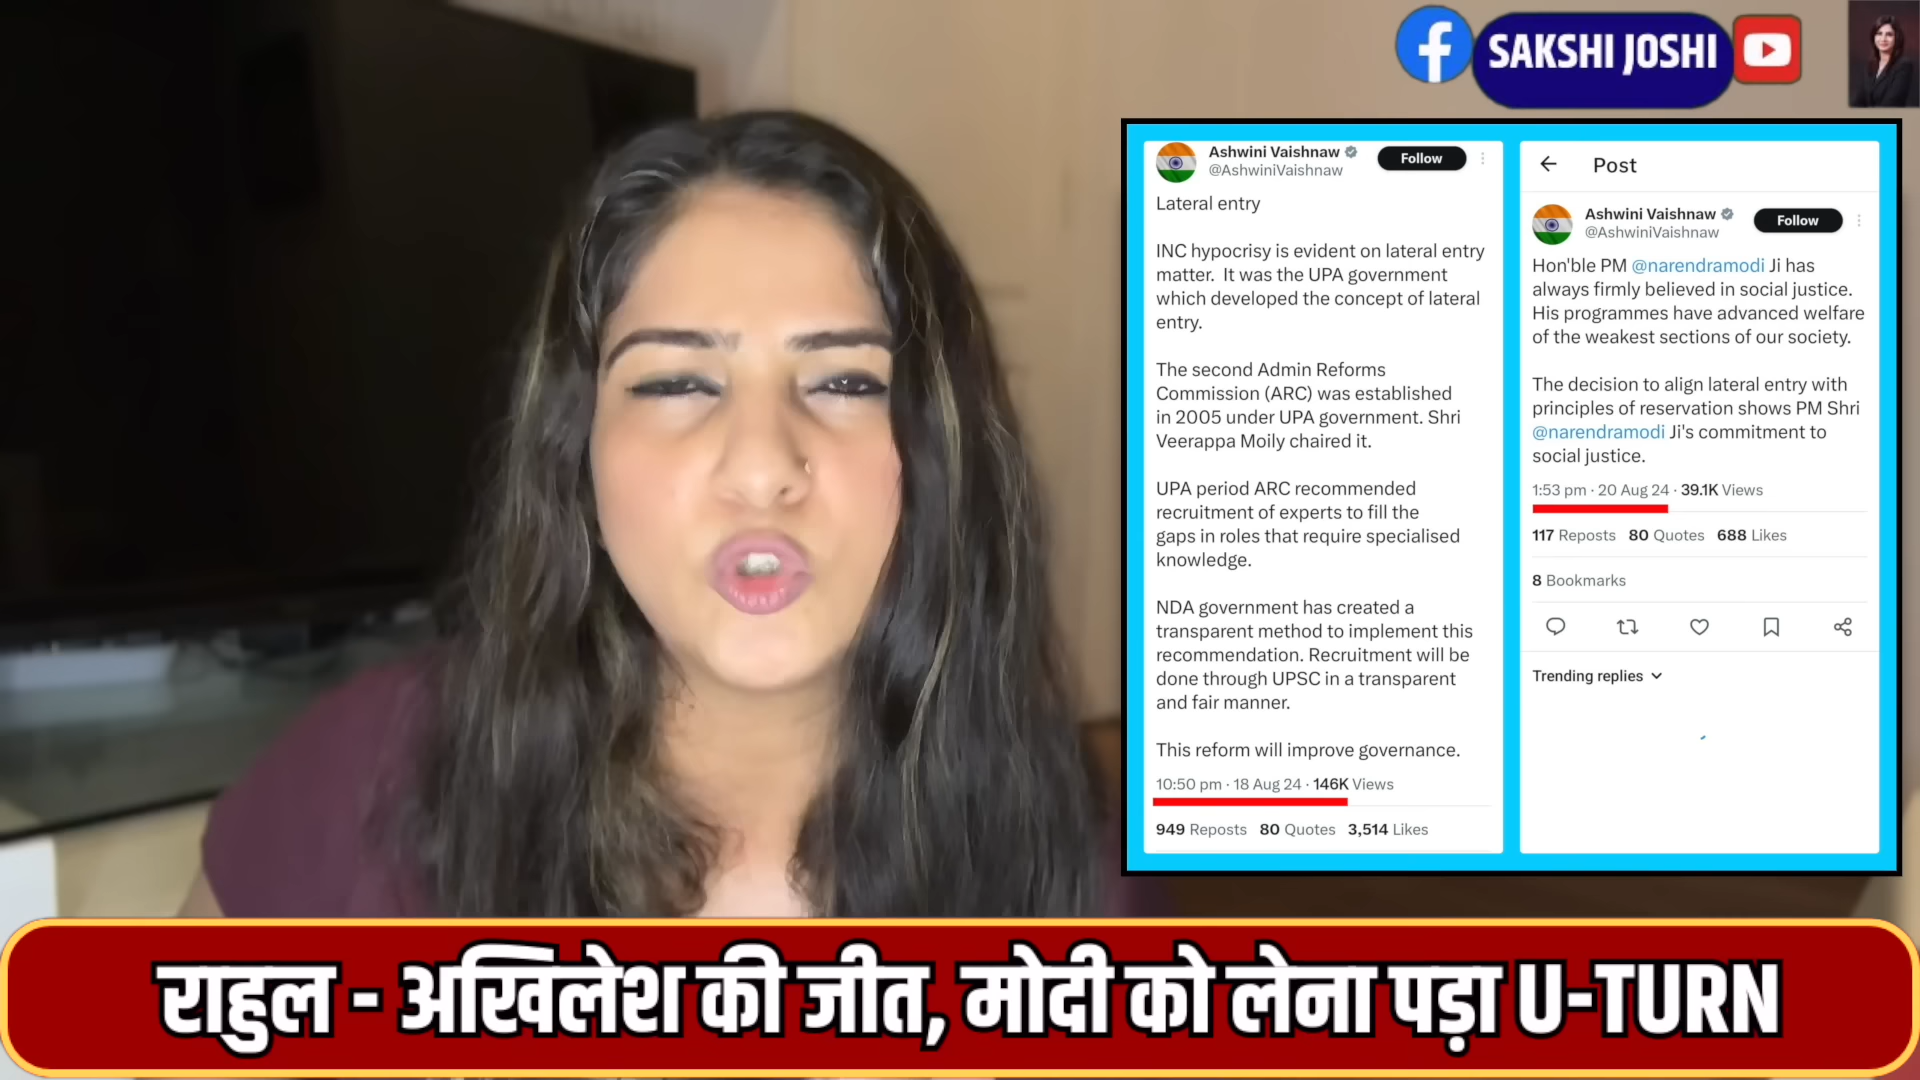 SAKSHI JOSHI
Ashwini Vaishnaw
Follow
@AshwiniVaishnaw
Lateral entry
INC hypocrisy is evident on lateral entry
matter. It was the UPA government
which developed the concept of lateral
entry.
The second Admin Reforms
Commission (ARC) was established
in 2005 under UPA government. Shri
Veerappa Moily chaired it.
UPA period ARC recommended
recruitment of experts to fill the
gaps in roles that require specialised
knowledge.
NDA government has created a
transparent method to implement this
recommendation. Recruitment will be
done through UPSC in a transparent
and fair manner.
This reform will improve governance.
10:50 pm · 18 Aug 24 · 146K Views
949 Reposts 80 Quotes 3,514 Likes
Post
Ashwini Vaishnaw
Follow
@AshwiniVaishnaw
Hon'ble PM @narendramodi Ji has
always firmly believed in social justice.
His programmes have advanced welfare
of the weakest sections of our society.
The decision to align lateral entry with
principles of reservation shows PM Shri
@narendramodi Ji's commitment to
social justice.
1:53 pm · 20 Aug 24 · 39.1K Views
117 Reposts 80 Quotes 688 Likes
8 Bookmarks
Trending replies
राहुल - अखिलेश की जीत, मोदी को लेना पड़ा U-TURN